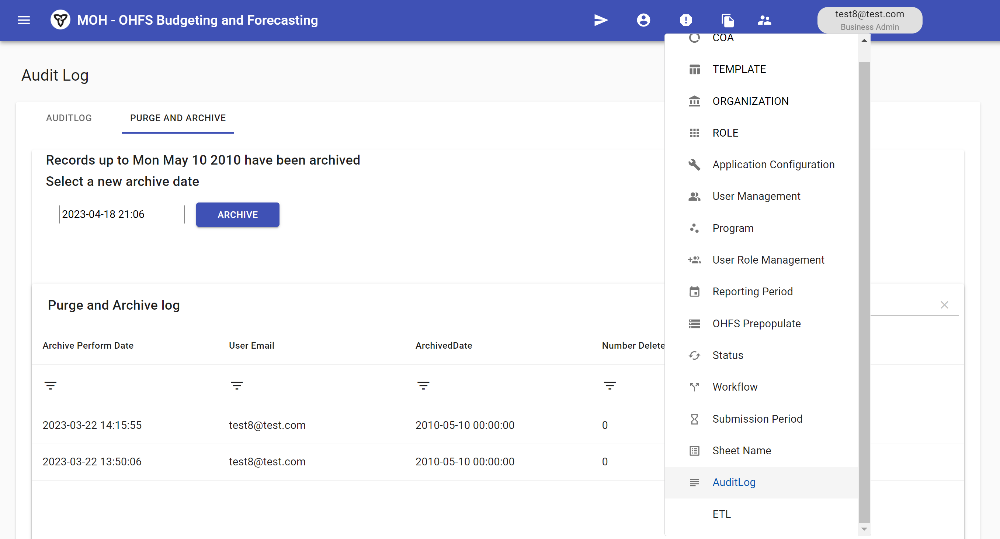 MOH - OHFS Budgeting and Forecasting
test8@test.com
Business Admin
Audit Log
AUDITLOG
PURGE AND ARCHIVE
Records up to Mon May 10 2010 have been archived
Select a new archive date
2023-04-18 21:06
ARCHIVE
Purge and Archive log
Archive Perform Date
User Email
ArchivedDate
Number Delete
2023-03-22 14:15:55
test8@test.com
2010-05-10 00:00:00
0
2023-03-22 13:50:06
test8@test.com
2010-05-10 00:00:00
0
COA
TEMPLATE
ORGANIZATION
ROLE
Application Configuration
User Management
Program
User Role Management
Reporting Period
OHFS Prepopulate
Status
Workflow
Submission Period
Sheet Name
AuditLog
ETL